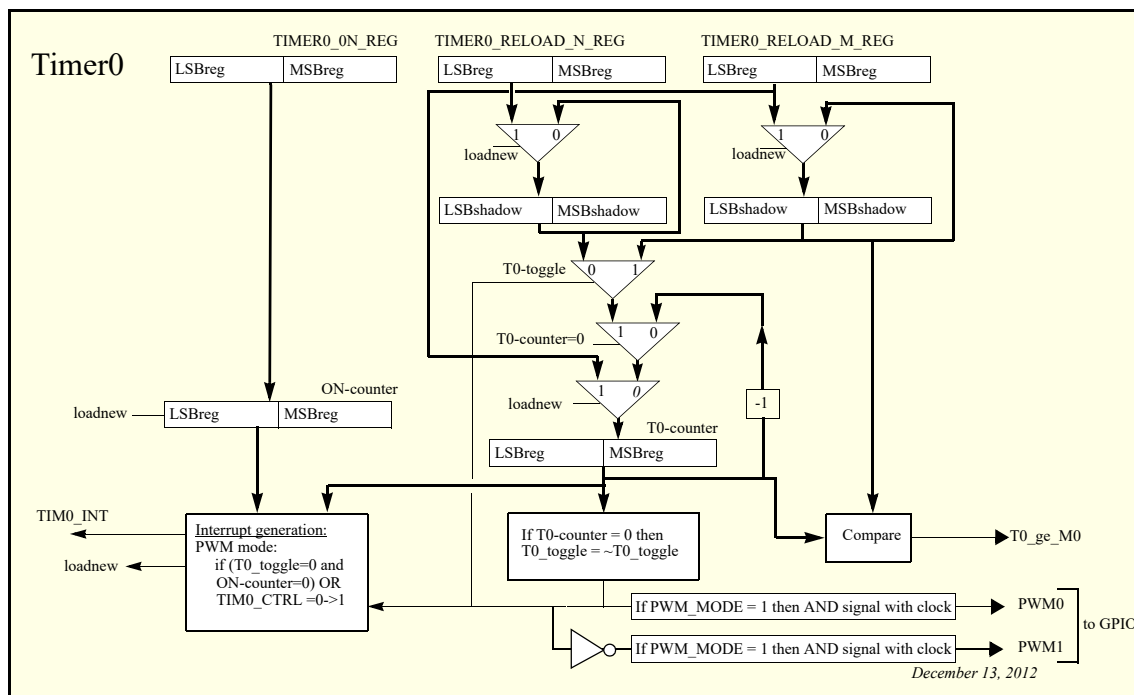 Timer0
TIMER0_0N_REG
TIMER0_RELOAD_N_REG
TIMER0_RELOAD_M_REG
LSBreg MSBreg
LSBreg MSBreg
LSBreg MSBreg
1 0
loadnew
1 0
loadnew
LSBshadow MSBshadow
LSBshadow MSBshadow
T0-toggle
0 1
T0-counter=0
1 0
loadnew
1 0
-1
ON-counter
loadnew
LSBreg MSBreg
T0-counter
LSBreg MSBreg
TIM0_INT
loadnew
Interrupt generation:
PWM mode:
if (T0_toggle=0 and
ON-counter=0) OR
TIM0_CTRL =0->1
If T0-counter = 0 then
T0_toggle = ~T0_toggle
Compare
T0_ge_M0
If PWM_MODE = 1 then AND signal with clock
PWM0
to GPIO
If PWM_MODE = 1 then AND signal with clock
PWM1
December 13, 2012